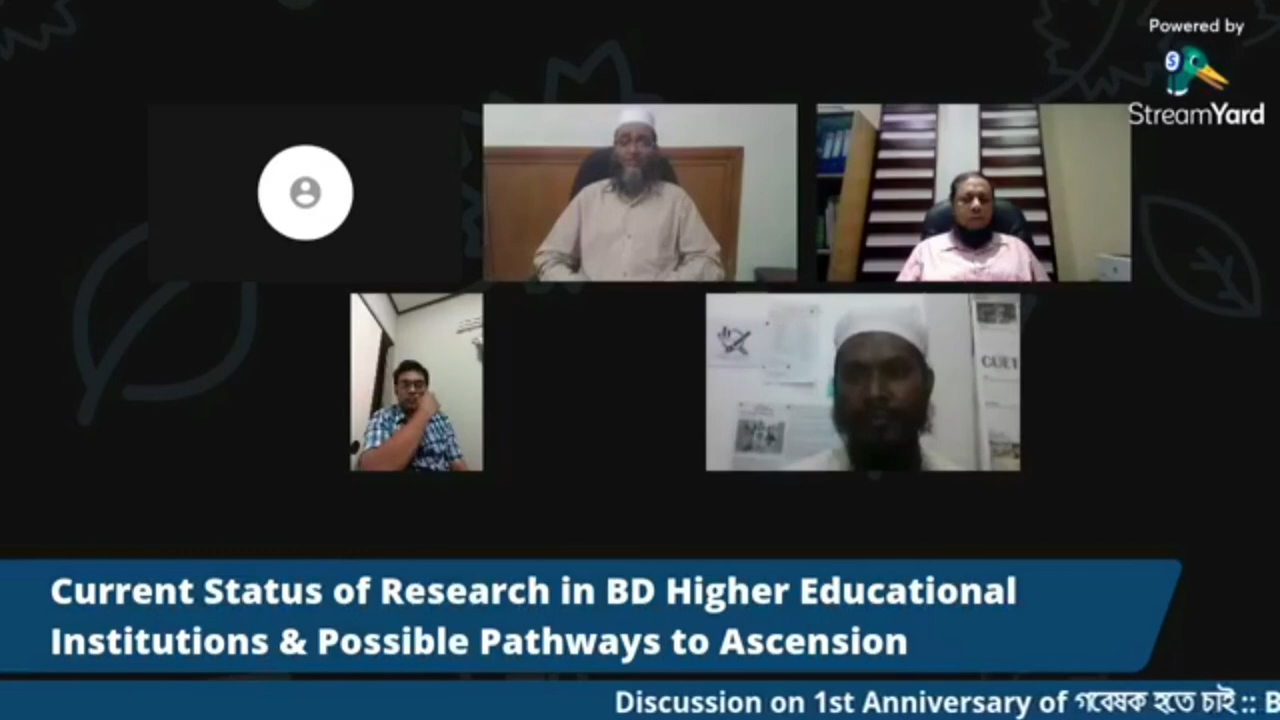 Powered by
StreamYard
CUET
Current Status of Research in BD Higher Educational
Institutions & Possible Pathways to Ascension
Discussion on 1st Anniversary of গবেষক হতে চাই :: B